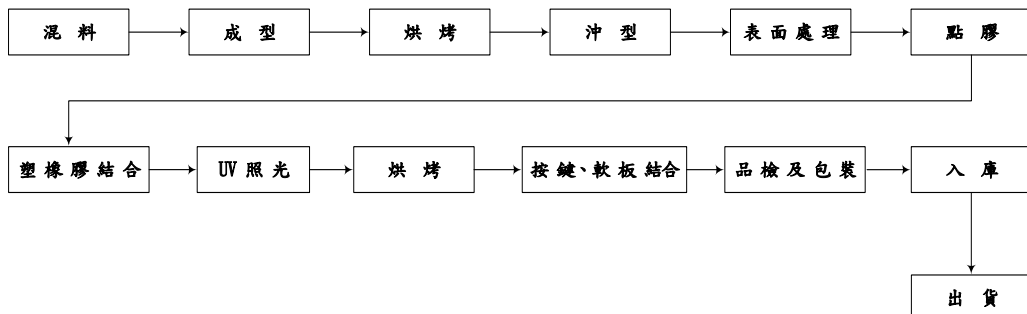 混料
成型
烘烤
沖型
表面處理
點膠
塑橡膠結合
UV照光
烘烤
按鍵、軟板結合
品檢及包裝
入庫
出貨